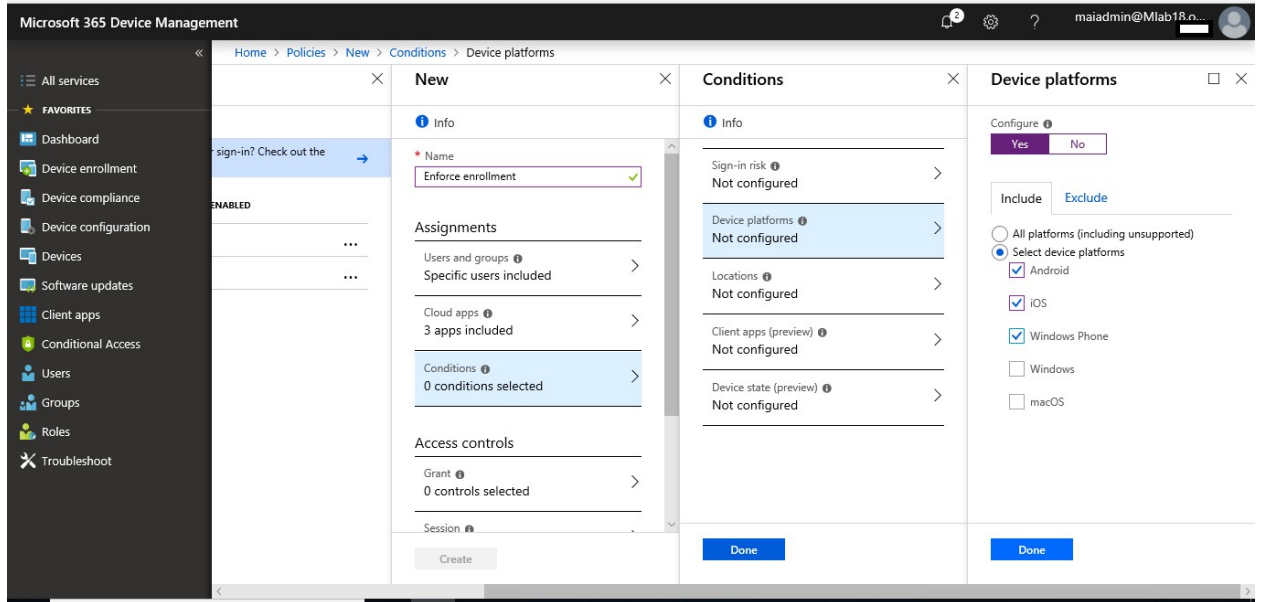 Microsoft 365 Device Management
2
?
maiadmin@Mlab18.o...
«
All services
FAVORITES
Dashboard
Device enrollment
Device compliance
Device configuration
Devices
Software updates
Client apps
Conditional Access
Users
Groups
Roles
Troubleshoot
Home > Policies > New > Conditions > Device platforms
sign-in? Check out the
ENABLED
...
...
New
Info
* Name
Enforce enrollment
Assignments
Users and groups
Specific users included
Cloud apps
3 apps included
Conditions
0 conditions selected
Access controls
Grant
0 controls selected
Session
Create
Conditions
Info
Sign-in risk
Not configured
Device platforms
Not configured
Locations
Not configured
Client apps (preview)
Not configured
Device state (preview)
Not configured
Done
Device platforms
Configure
Yes No
Include Exclude
All platforms (including unsupported)
Select device platforms
Android
iOS
Windows Phone
Windows
macOS
Done